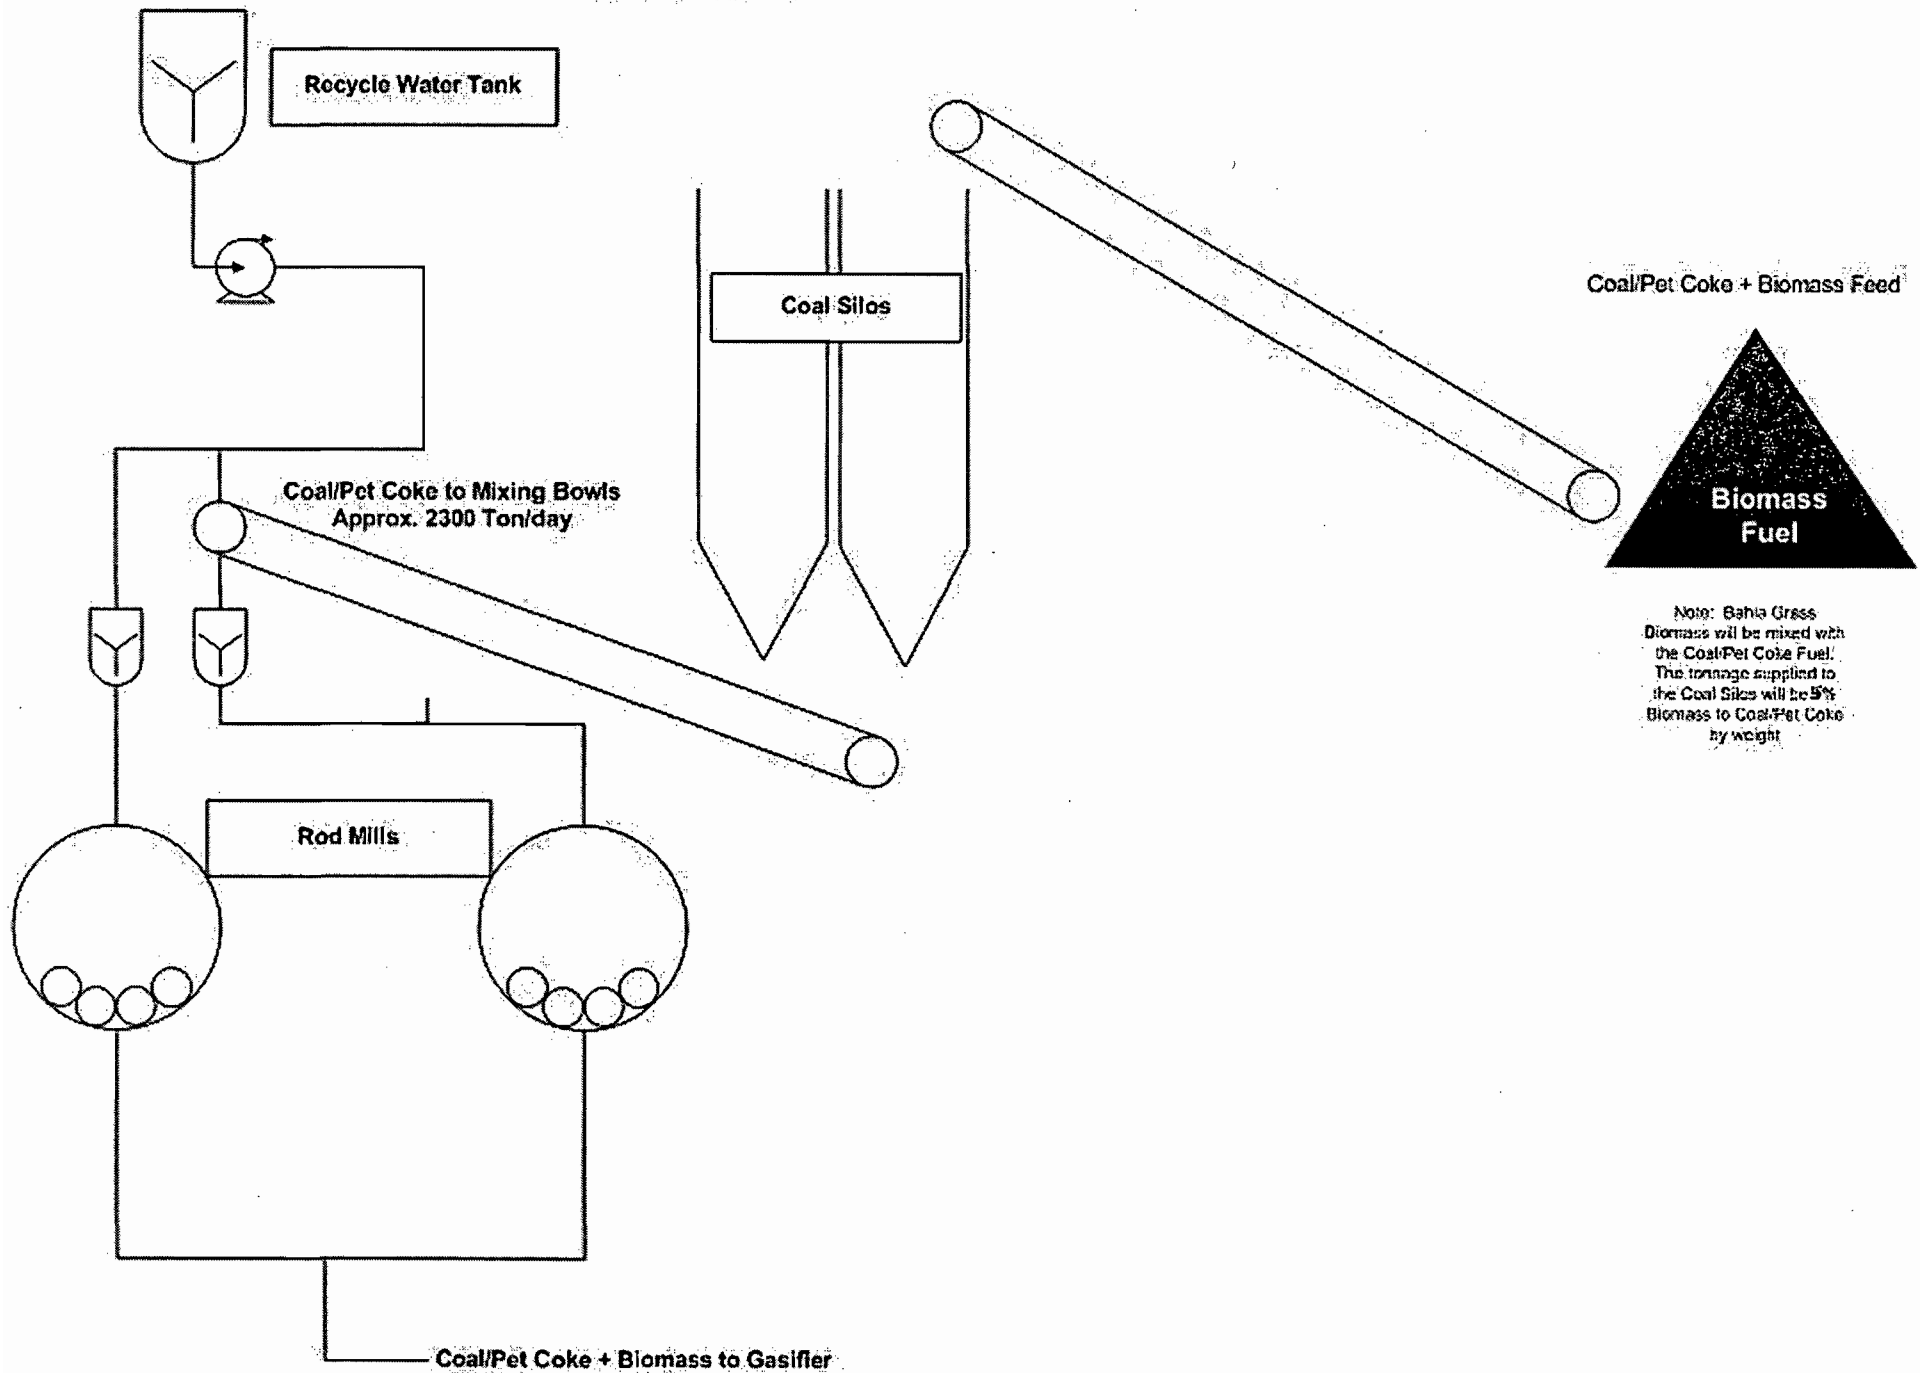 Recycle Water Tank
Coal Silos
Coal/Pet Coke + Biomass Feed
Biomass
Fuel
Coal/Pet Coke to Mixing Bowls
Approx. 2300 Ton/day
Note: Bahia Grass
Biomass will be mixed with
the Coal/Pet Coke Fuel.
The tonnage supplied to
the Coal Silos will be 5%
Biomass to Coal/Pet Coke
by weight
Rod Mills
Coal/Pet Coke + Biomass to Gasifier